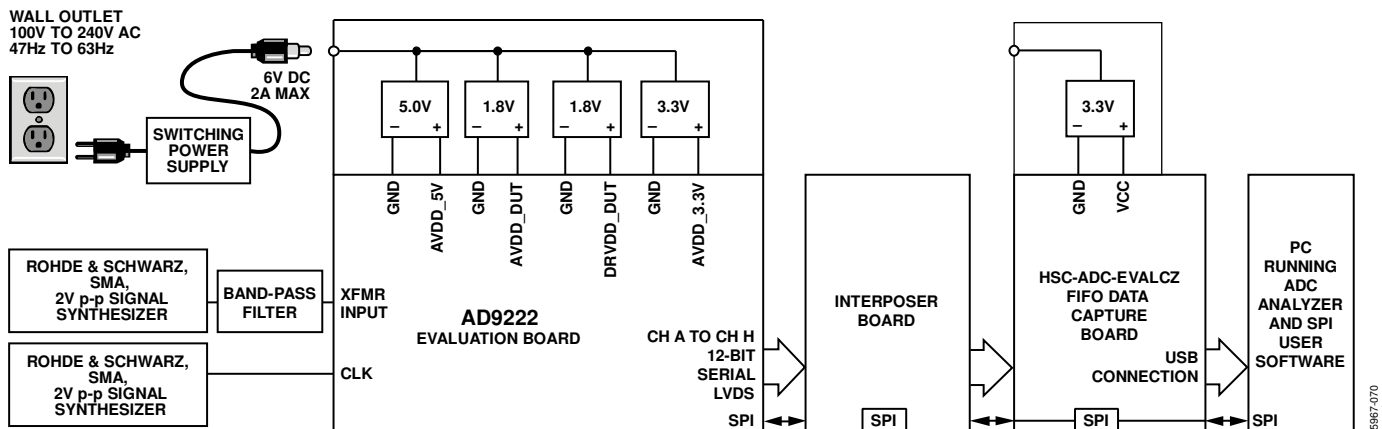 WALL OUTLET
100V TO 240V AC
47Hz TO 63Hz
6V DC
2A MAX
SWITCHING
POWER
SUPPLY
5.0V
1.8V
1.8V
3.3V
3.3V
– +
– +
– +
– +
– +
GND
AVDD_5V
GND
AVDD_DUT
GND
DRVDD_DUT
GND
AVDD_3.3V
GND
VCC
ROHDE & SCHWARZ,
SMA,
2V p-p SIGNAL
SYNTHESIZER
BAND-PASS
FILTER
XFMR
INPUT
ROHDE & SCHWARZ,
SMA,
2V p-p SIGNAL
SYNTHESIZER
CLK
AD9222
EVALUATION BOARD
CH A TO CH H
12-BIT
SERIAL
LVDS
SPI
INTERPOSER
BOARD
SPI
HSC-ADC-EVALCZ
FIFO DATA
CAPTURE
BOARD
USB
CONNECTION
SPI
PC
RUNNING
ADC
ANALYZER
AND SPI
USER
SOFTWARE
SPI
5967-070